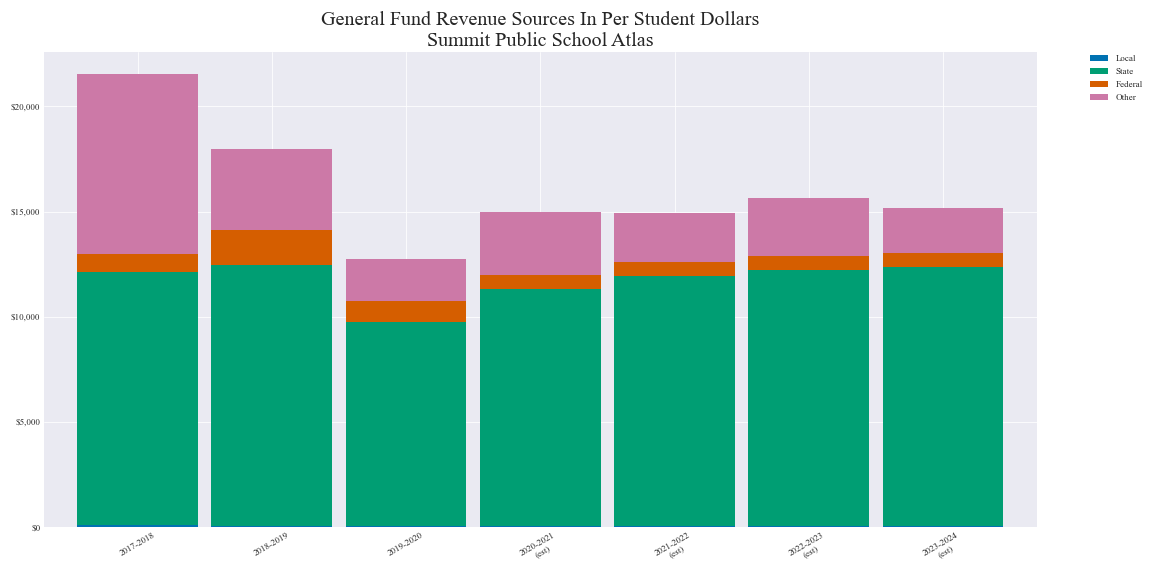 General Fund Revenue Sources In Per Student Dollars
Summit Public School Atlas
Local
State
Federal
Other
$20,000
$15,000
$10,000
$5,000
$0
2017-2018
2018-2019
2019-2020
2020-2021
(est)
2021-2022
(est)
2022-2023
(est)
2023-2024
(est)